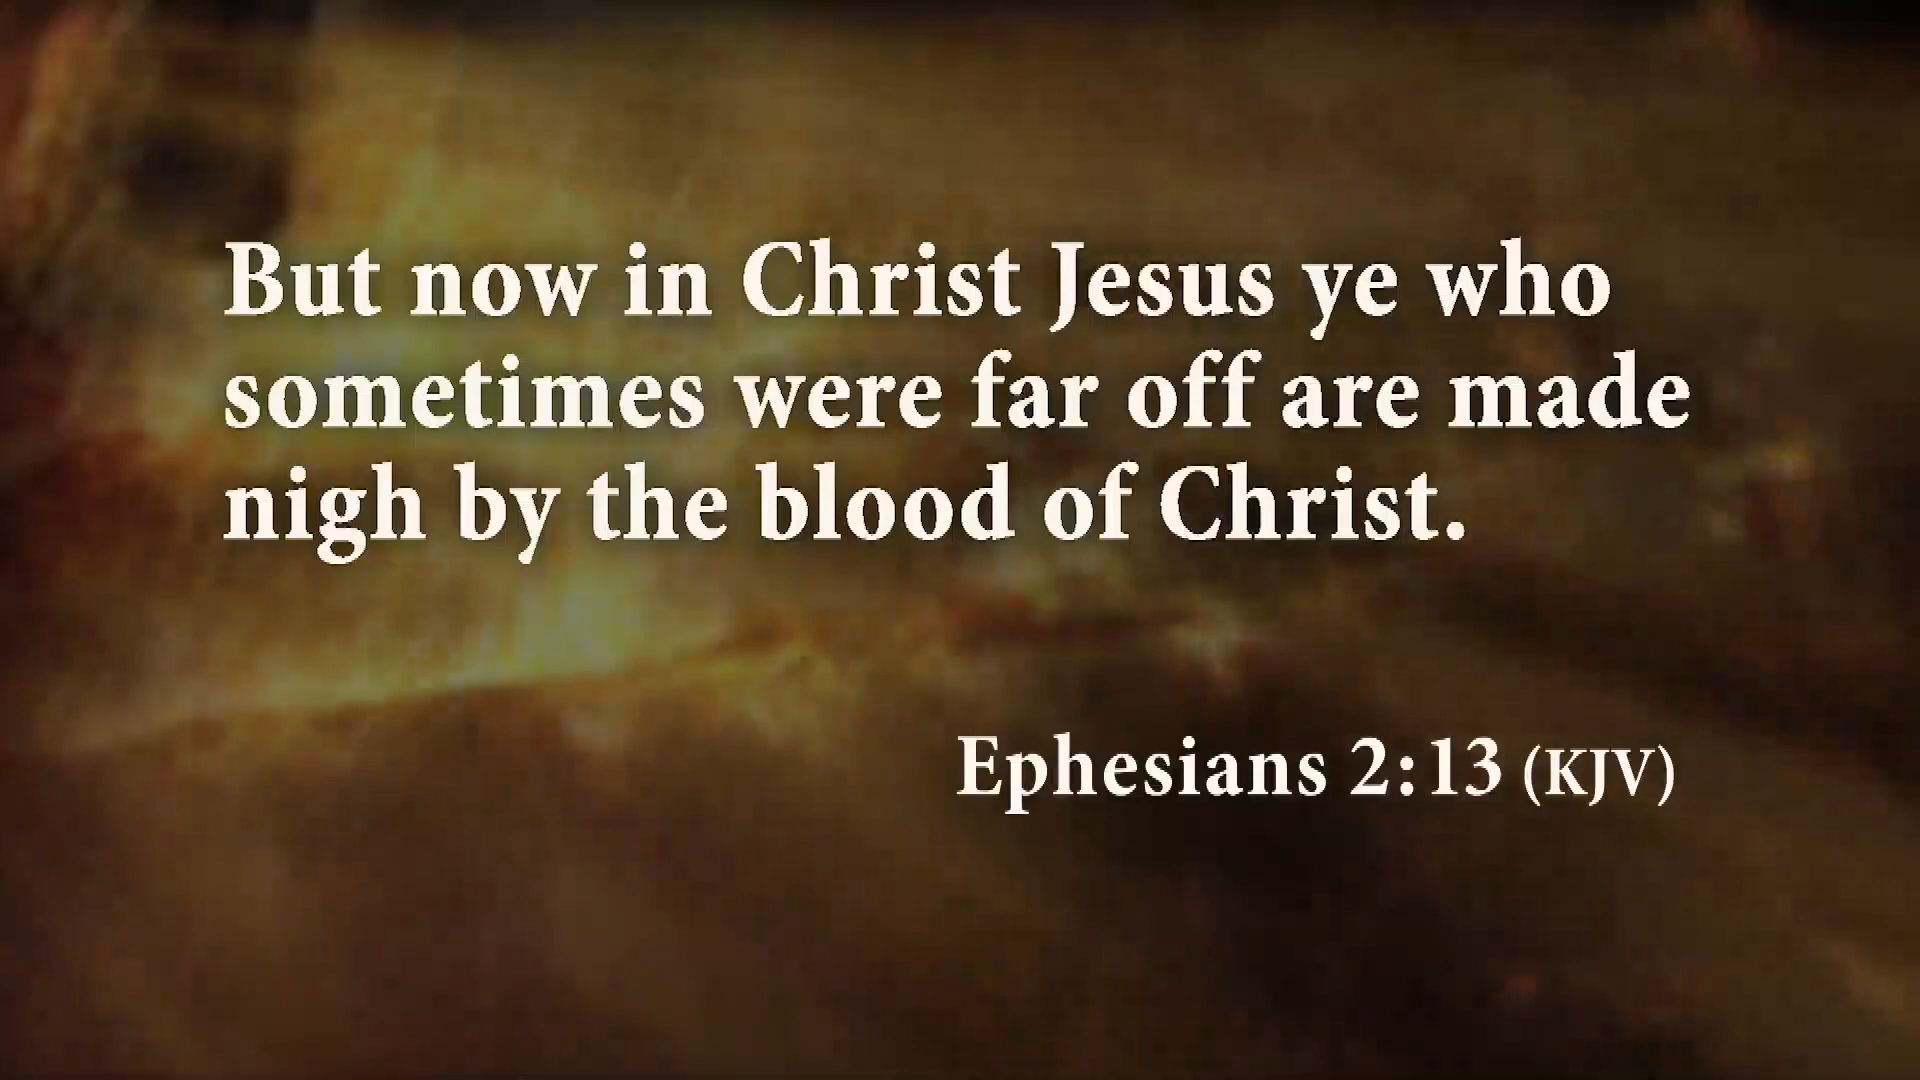 But now in Christ Jesus ye who
sometimes were far off are made
nigh by the blood of Christ.
Ephesians 2:13 (KJV)